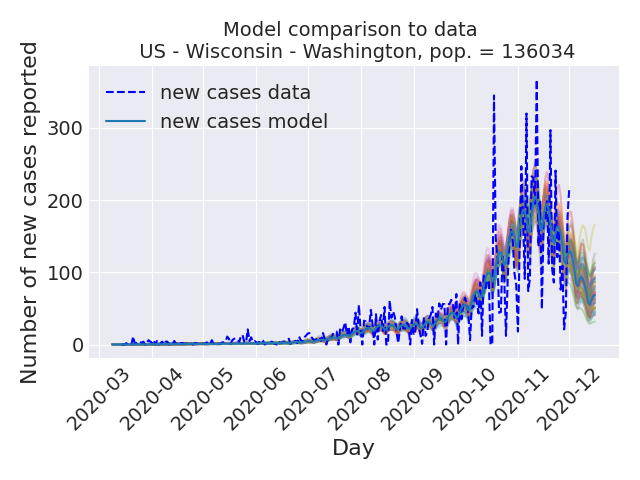 Model comparison to data
US - Wisconsin - Washington, pop. = 136034
Number of new cases reported
new cases data
new cases model
300
200
100
0
2020-03
2020-04
2020-05
2020-06
2020-07
2020-08
2020-09
2020-10
2020-11
2020-12
Day